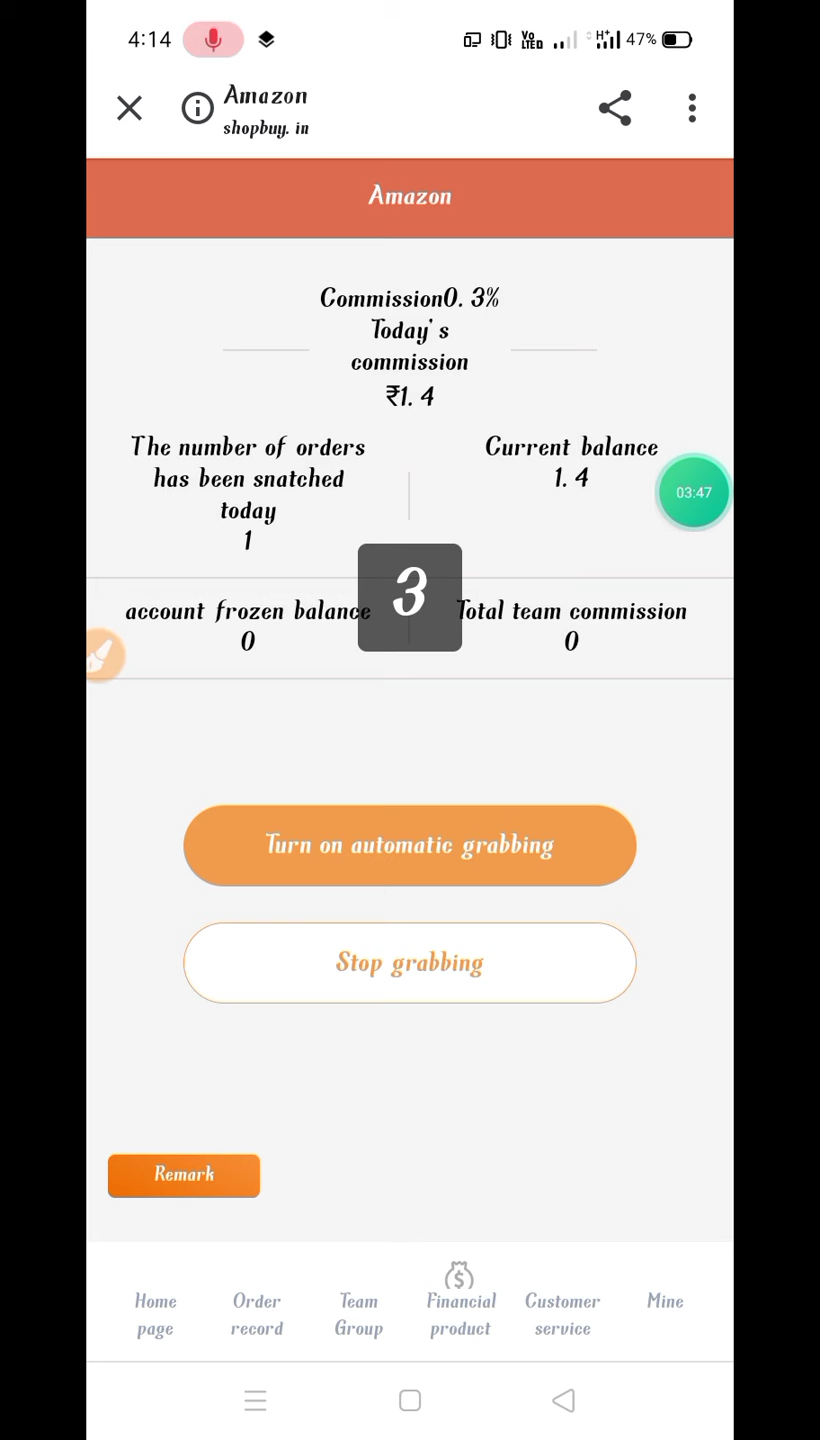 4:14
Vo
LTED
H+
47%
Amazon
shopbuy. in
Amazon
Commission0. 3%
Today' s
commission
₹1. 4
The number of orders
has been snatched
today
1
Current balance
1. 4
03:47
account frozen balance
0
3
Total team commission
0
Turn on automatic grabbing
Stop grabbing
Remark
Home
page
Order
record
Team
Group
Financial
product
Customer
service
Mine